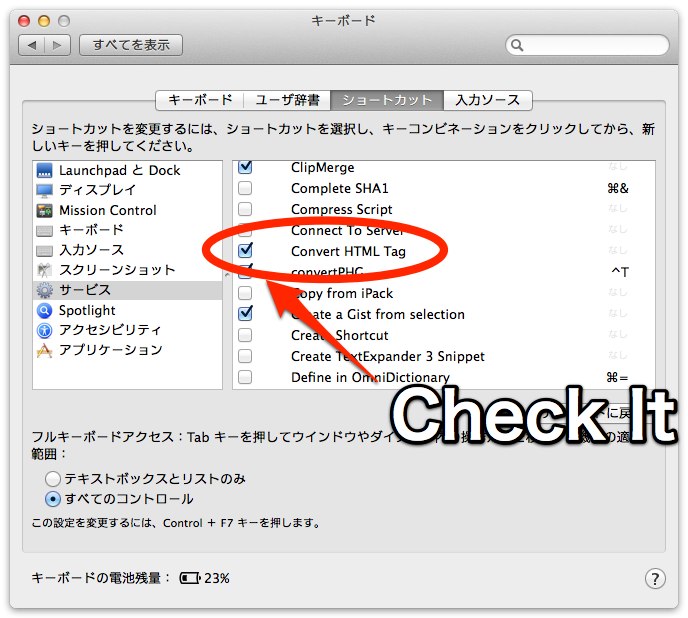 キーボード
すべてを表示
キーボード ユーザ辞書 ショートカット 入力ソース
ショートカットを変更するには、ショートカットを選択し、キーコンビネーションをクリックしてから、新
しいキーを押してください。
Launchpad と Dock
ディスプレイ
Mission Control
キーボード
入力ソース
スクリーンショット
サービス
Spotlight
アクセシビリティ
アプリケーション
ClipMerge なし
Complete SHA1 ⌘&
Compress Script なし
Connect To Server なし
Convert HTML Tag なし
convertPHG ^T
Copy from iPack なし
Create a Gist from selection なし
Create Shortcut なし
Create TextExpander 3 Snippet なし
Define in OmniDictionary ⌘=
Check It
に戻
フルキーボードアクセス：Tab キーを押してウインドウやダイ
の適
範囲：
テキストボックスとリストのみ
すべてのコントロール
この設定を変更するには、Control + F7 キーを押します。
キーボードの電池残量： 23%
?